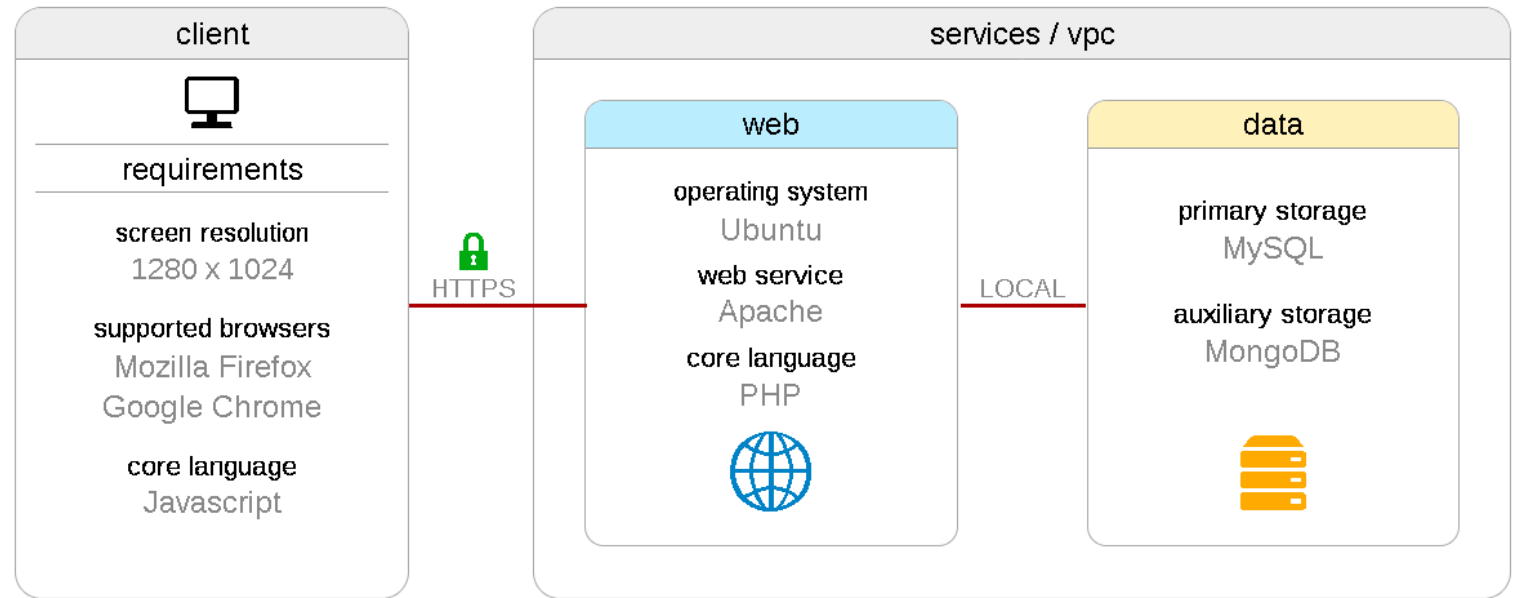 client
requirements
screen resolution
1280 x 1024
supported browsers
Mozilla Firefox
Google Chrome
core language
Javascript
HTTPS
services / vpc
web
operating system
Ubuntu
web service
Apache
core language
PHP
LOCAL
data
primary storage
MySQL
auxiliary storage
MongoDB